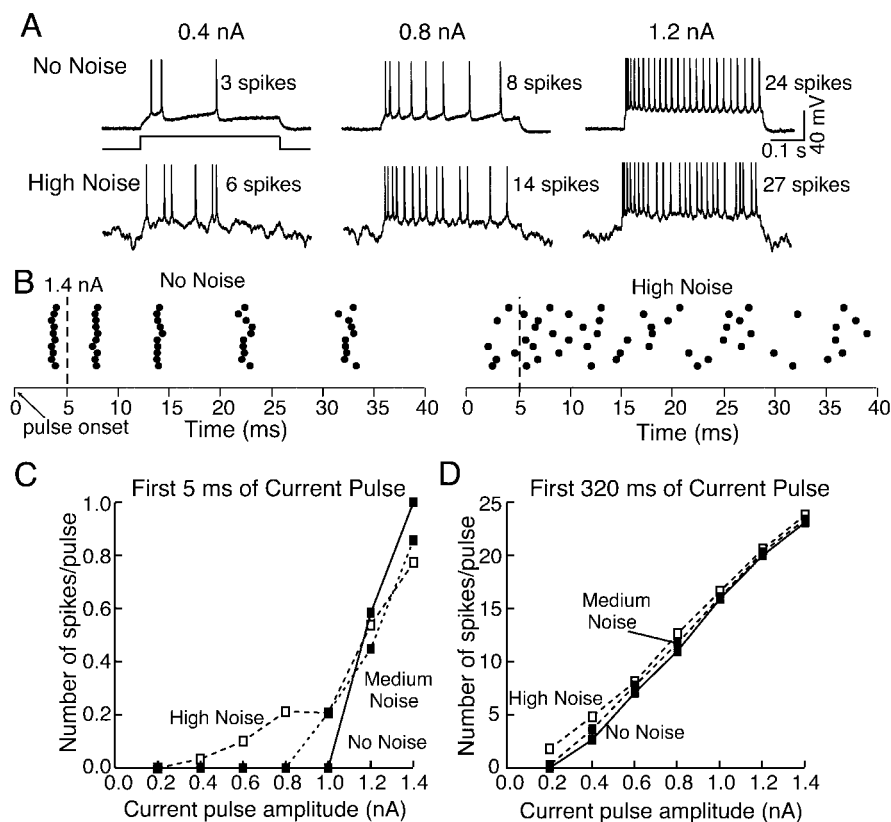 A
0.4 nA 0.8 nA 1.2 nA
No Noise
3 spikes 8 spikes 24 spikes
40 mV
0.1 s
High Noise
6 spikes 14 spikes 27 spikes
B
1.4 nA No Noise High Noise
0 5 10 15 20 25 30 35 40
pulse onset Time (ms)
5 10 15 20 25 30 35 40
Time (ms)
C
First 5 ms of Current Pulse
Number of spikes/pulse
1.0
0.8
0.6
0.4
0.2
0.0
High Noise
Medium
Noise
No Noise
0.0 0.2 0.4 0.6 0.8 1.0 1.2 1.4
Current pulse amplitude (nA)
D
First 320 ms of Current Pulse
Number of spikes/pulse
25
20
15
10
5
0
Medium
Noise
High Noise
No Noise
0.0 0.2 0.4 0.6 0.8 1.0 1.2 1.4
Current pulse amplitude (nA)